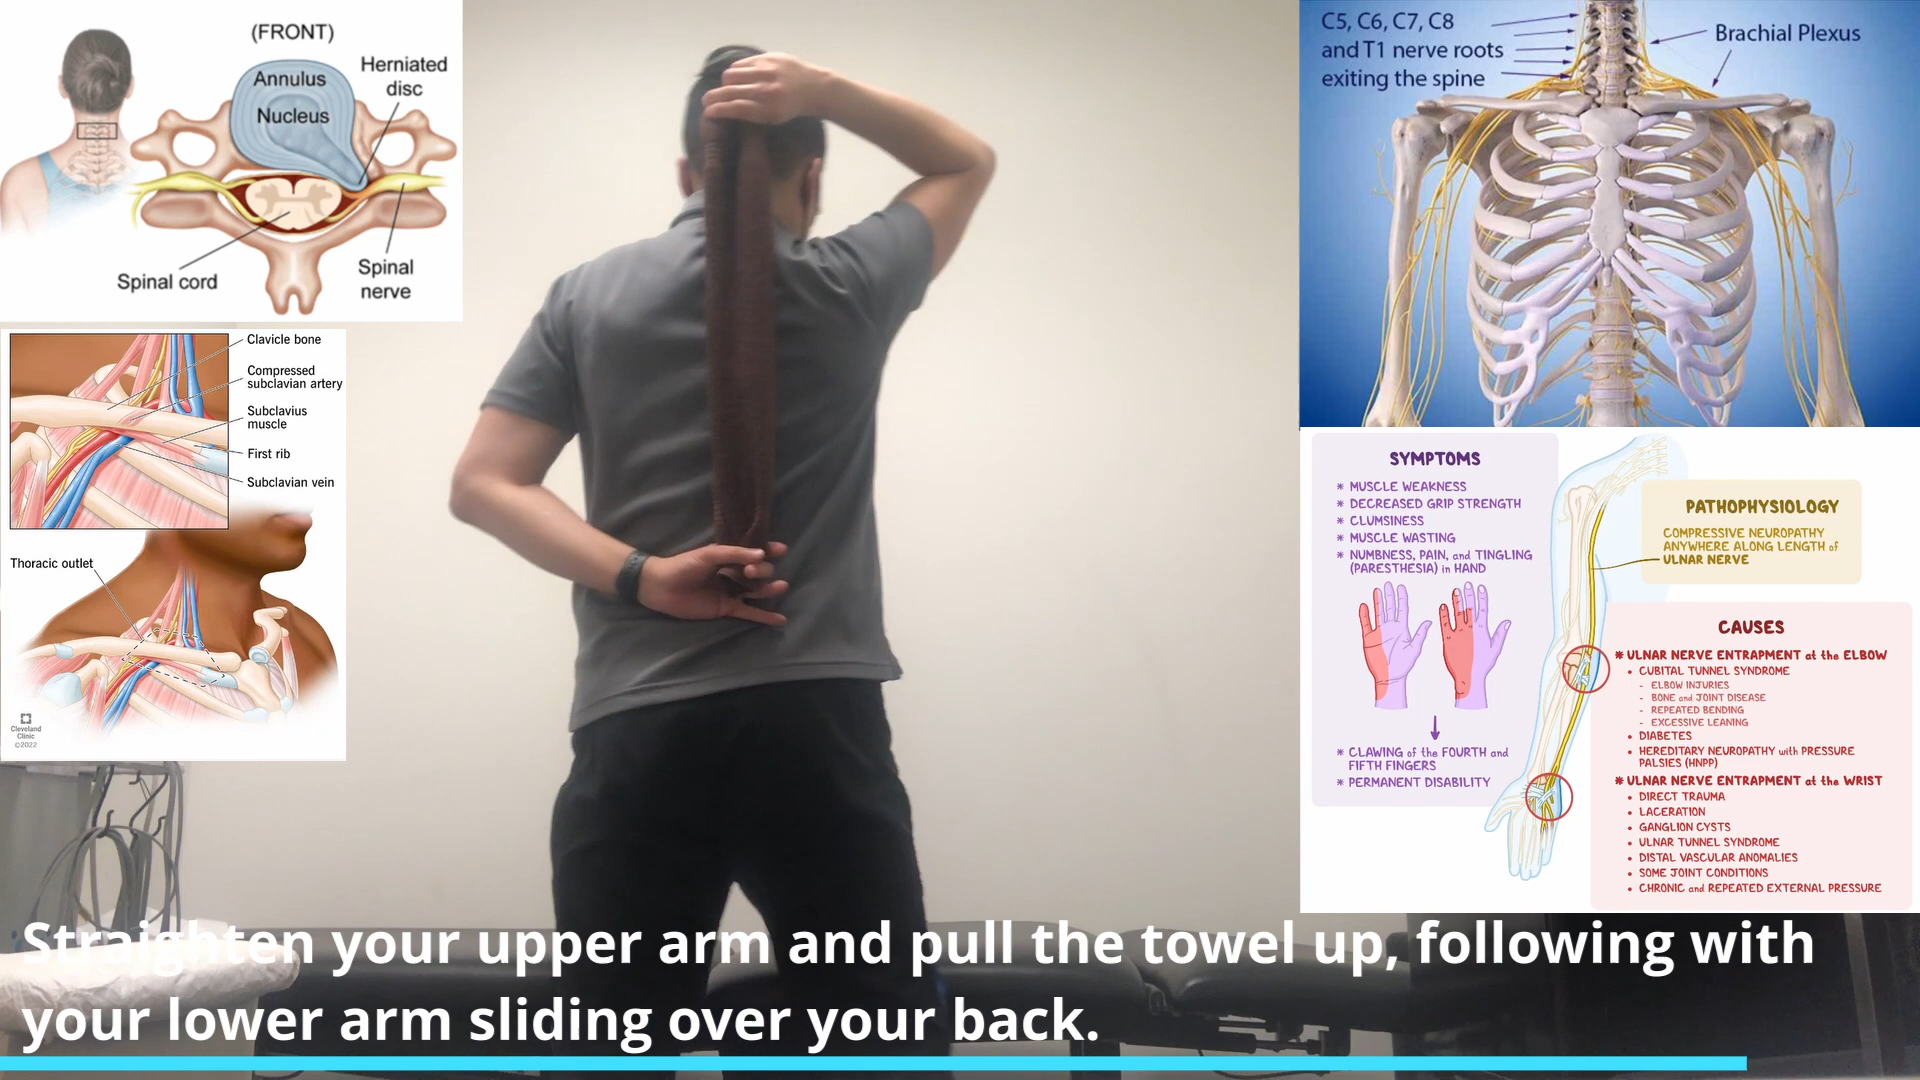 (FRONT)
Annulus
Nucleus
Herniated
disc
Spinal cord
Spinal
nerve
Clavicle bone
Compressed
subclavian artery
Subclavius
muscle
First rib
Subclavian vein
Thoracic outlet
Cleveland
Clinic
©2022
C5, C6, C7, C8
and T1 nerve roots
exiting the spine
Brachial Plexus
SYMPTOMS
* MUSCLE WEAKNESS
* DECREASED GRIP STRENGTH
* CLUMSINESS
* MUSCLE WASTING
* NUMBNESS, PAIN, and TINGLING
(PARESTHESIA) in HAND
* CLAWING of the FOURTH and
FIFTH FINGERS
* PERMANENT DISABILITY
PATHOPHYSIOLOGY
COMPRESSIVE NEUROPATHY
ANYWHERE ALONG LENGTH of
ULNAR NERVE
CAUSES
* ULNAR NERVE ENTRAPMENT at the ELBOW
• CUBITAL TUNNEL SYNDROME
- ELBOW INJURIES
- BONE and JOINT DISEASE
- REPEATED BENDING
- EXCESSIVE LEANING
• DIABETES
• HEREDITARY NEUROPATHY with PRESSURE
PALSIES (HNPP)
* ULNAR NERVE ENTRAPMENT at the WRIST
• DIRECT TRAUMA
• LACERATION
• GANGLION CYSTS
• ULNAR TUNNEL SYNDROME
• DISTAL VASCULAR ANOMALIES
• SOME JOINT CONDITIONS
• CHRONIC and REPEATED EXTERNAL PRESSURE
Straighten your upper arm and pull the towel up, following with
your lower arm sliding over your back.